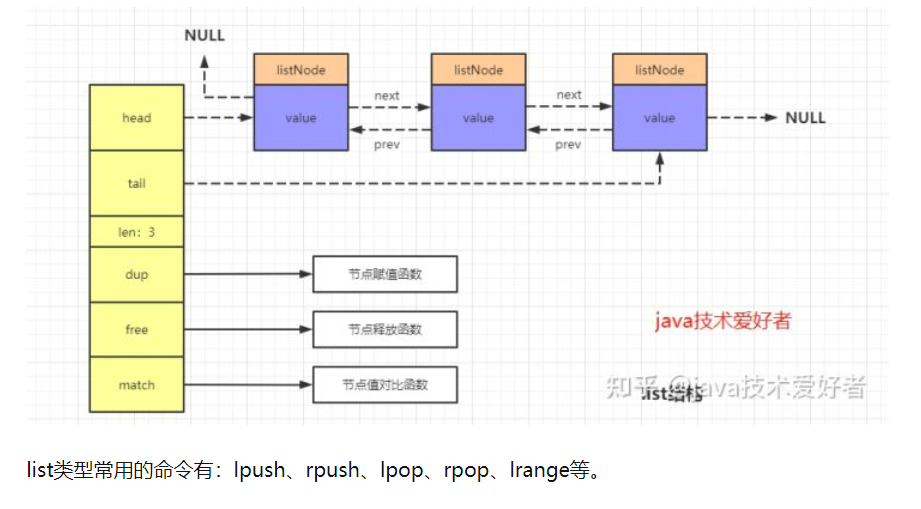 NULL
listNode
listNode
listNode
head
value
next
prev
value
next
prev
value
NULL
tail
len: 3
dup
节点赋值函数
free
节点释放函数
match
节点值对比函数
java技术爱好者
知乎 @java技术爱好者
list结构
list类型常用的命令有：lpush、rpush、lpop、rpop、lrange等。